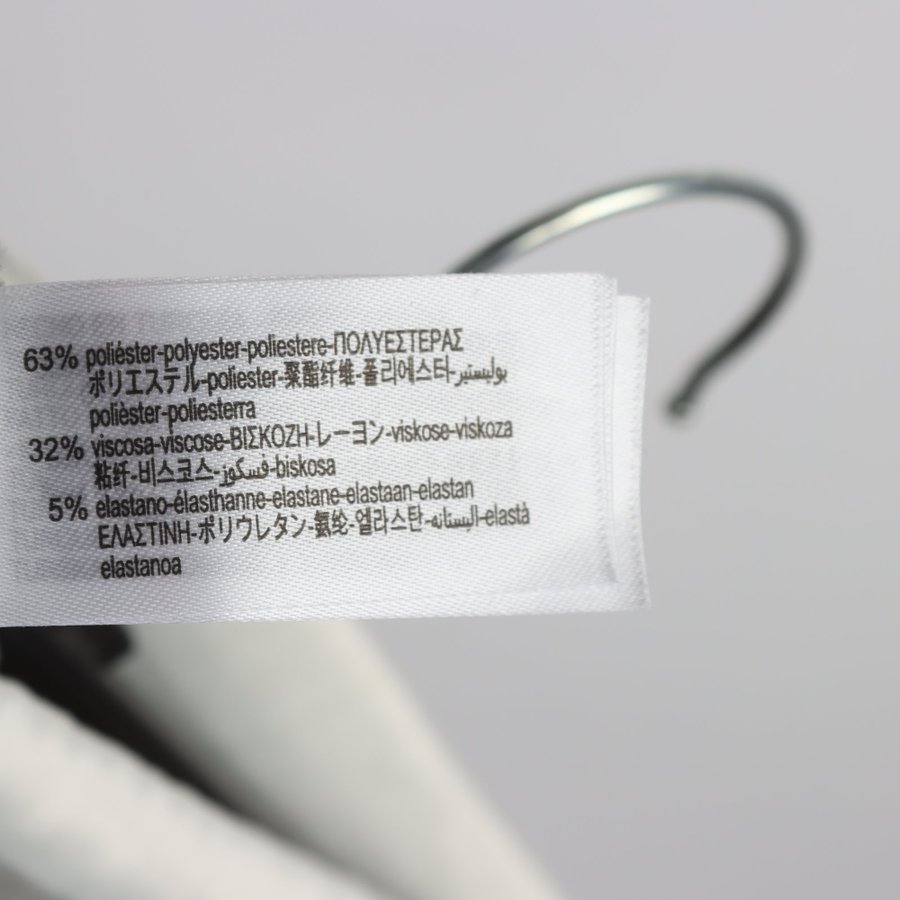 63% poliéster-polyester-poliestere-ΠΟΛΥΕΣΤΕΡΑΣ
ポリエステル-poliester-聚酯纤维-폴리에스터-بوليستير
polièster-poliesterra
32% viscosa-viscose-ΒΙΣΚΟΖΗ-レーヨン-viskose-viskoza
粘纤-비스코스-فسكوز-biskosa
5% elastano-élasthanne-elastane-elastaan-elastan
ΕΛΑΣΤΙΝΗ-ポリウレタン-氨纶-엘라스탄-اليستانه-elastà
elastanoa